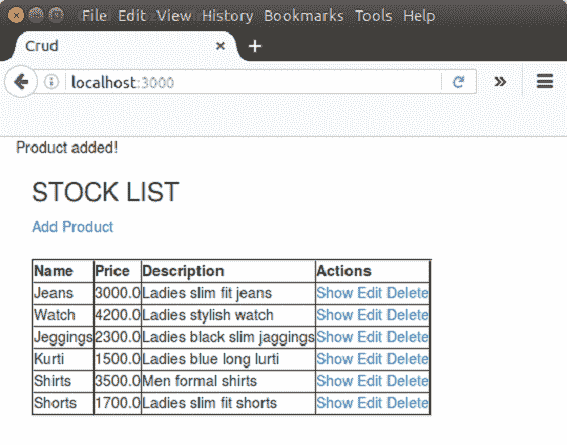 File Edit View History Bookmarks Tools Help
Crud
localhost:3000
Product added!
STOCK LIST
Add Product
Name Price Description Actions
Jeans 3000.0 Ladies slim fit jeans Show Edit Delete
Watch 4200.0 Ladies stylish watch Show Edit Delete
Jeggings 2300.0 Ladies black slim jaggings Show Edit Delete
Kurti 1500.0 Ladies blue long lurti Show Edit Delete
Shirts 3500.0 Men formal shirts Show Edit Delete
Shorts 1700.0 Ladies slim fit shorts Show Edit Delete